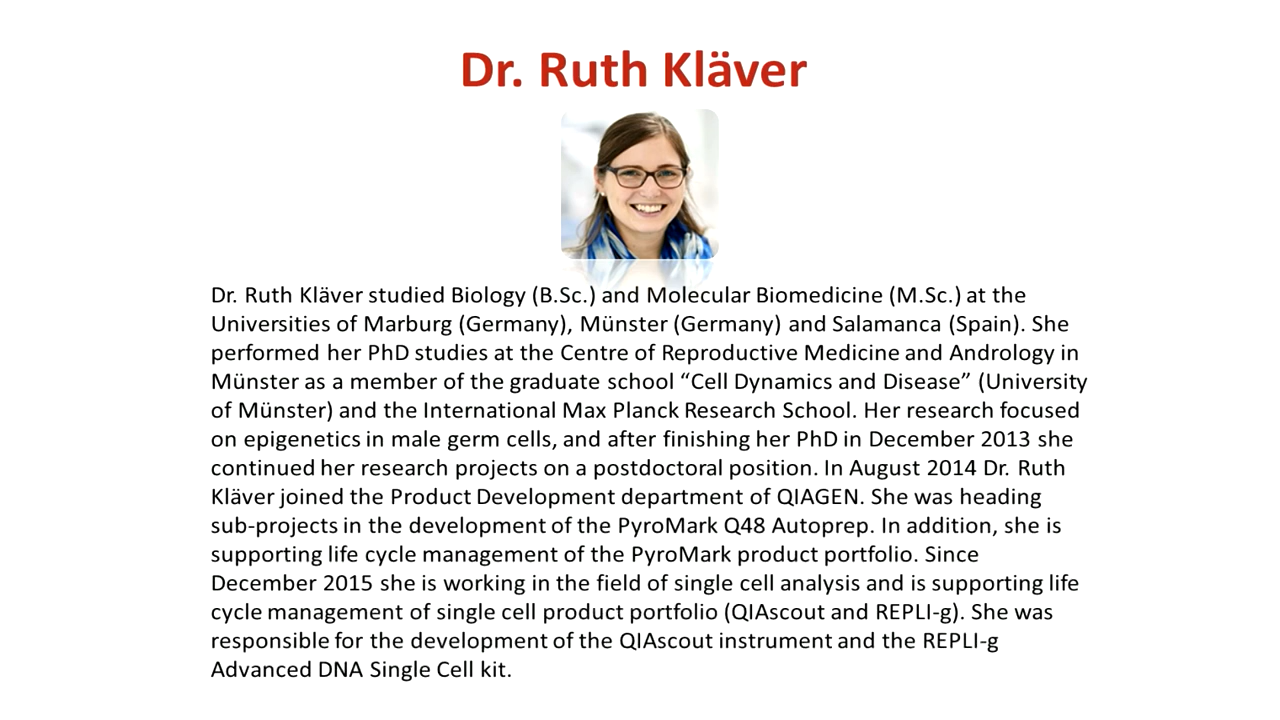 Dr. Ruth Kläver
Dr. Ruth Kläver studied Biology (B.Sc.) and Molecular Biomedicine (M.Sc.) at the
Universities of Marburg (Germany), Münster (Germany) and Salamanca (Spain). She
performed her PhD studies at the Centre of Reproductive Medicine and Andrology in
Münster as a member of the graduate school “Cell Dynamics and Disease” (University
of Münster) and the International Max Planck Research School. Her research focused
on epigenetics in male germ cells, and after finishing her PhD in December 2013 she
continued her research projects on a postdoctoral position. In August 2014 Dr. Ruth
Kläver joined the Product Development department of QIAGEN. She was heading
sub-projects in the development of the PyroMark Q48 Autoprep. In addition, she is
supporting life cycle management of the PyroMark product portfolio. Since
December 2015 she is working in the field of single cell analysis and is supporting life
cycle management of single cell product portfolio (QIAscout and REPLI-g). She was
responsible for the development of the QIAscout instrument and the REPLI-g
Advanced DNA Single Cell kit.